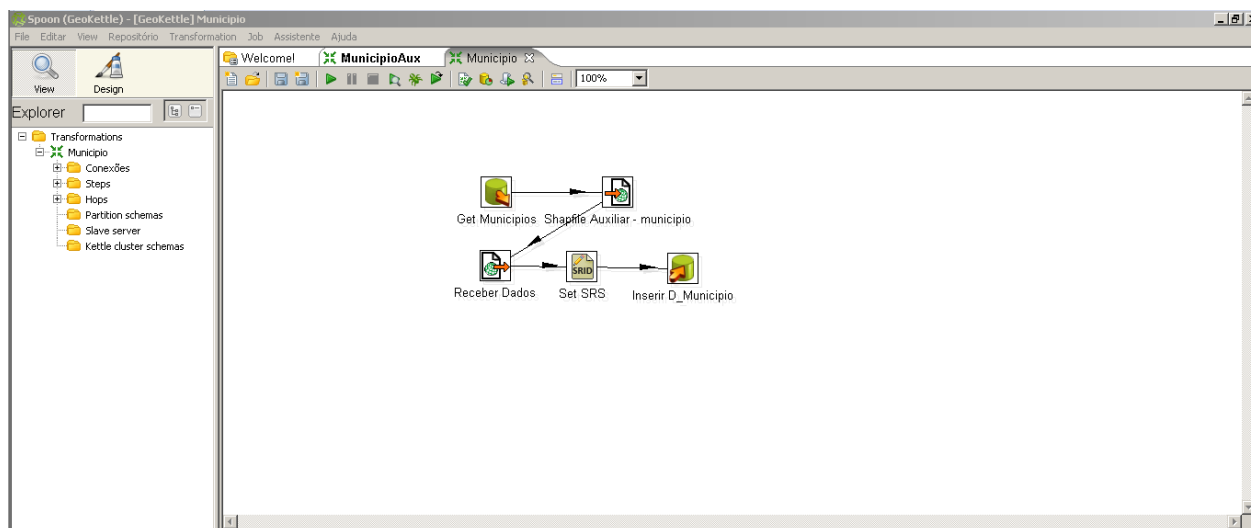 Spoon (GeoKettle) - [GeoKettle] Municipio
File Editar View Repositório Transformation Job Assistente Ajuda
View Design
Explorer
Transformations
Municipio
Conexões
Steps
Hops
Partition schemas
Slave server
Kettle cluster schemas
Welcome! MunicipioAux Municipio
100%
Get Municipios Shapfile Auxiliar - municipio
SRID
Receber Dados Set SRS Inserir D_Municipio